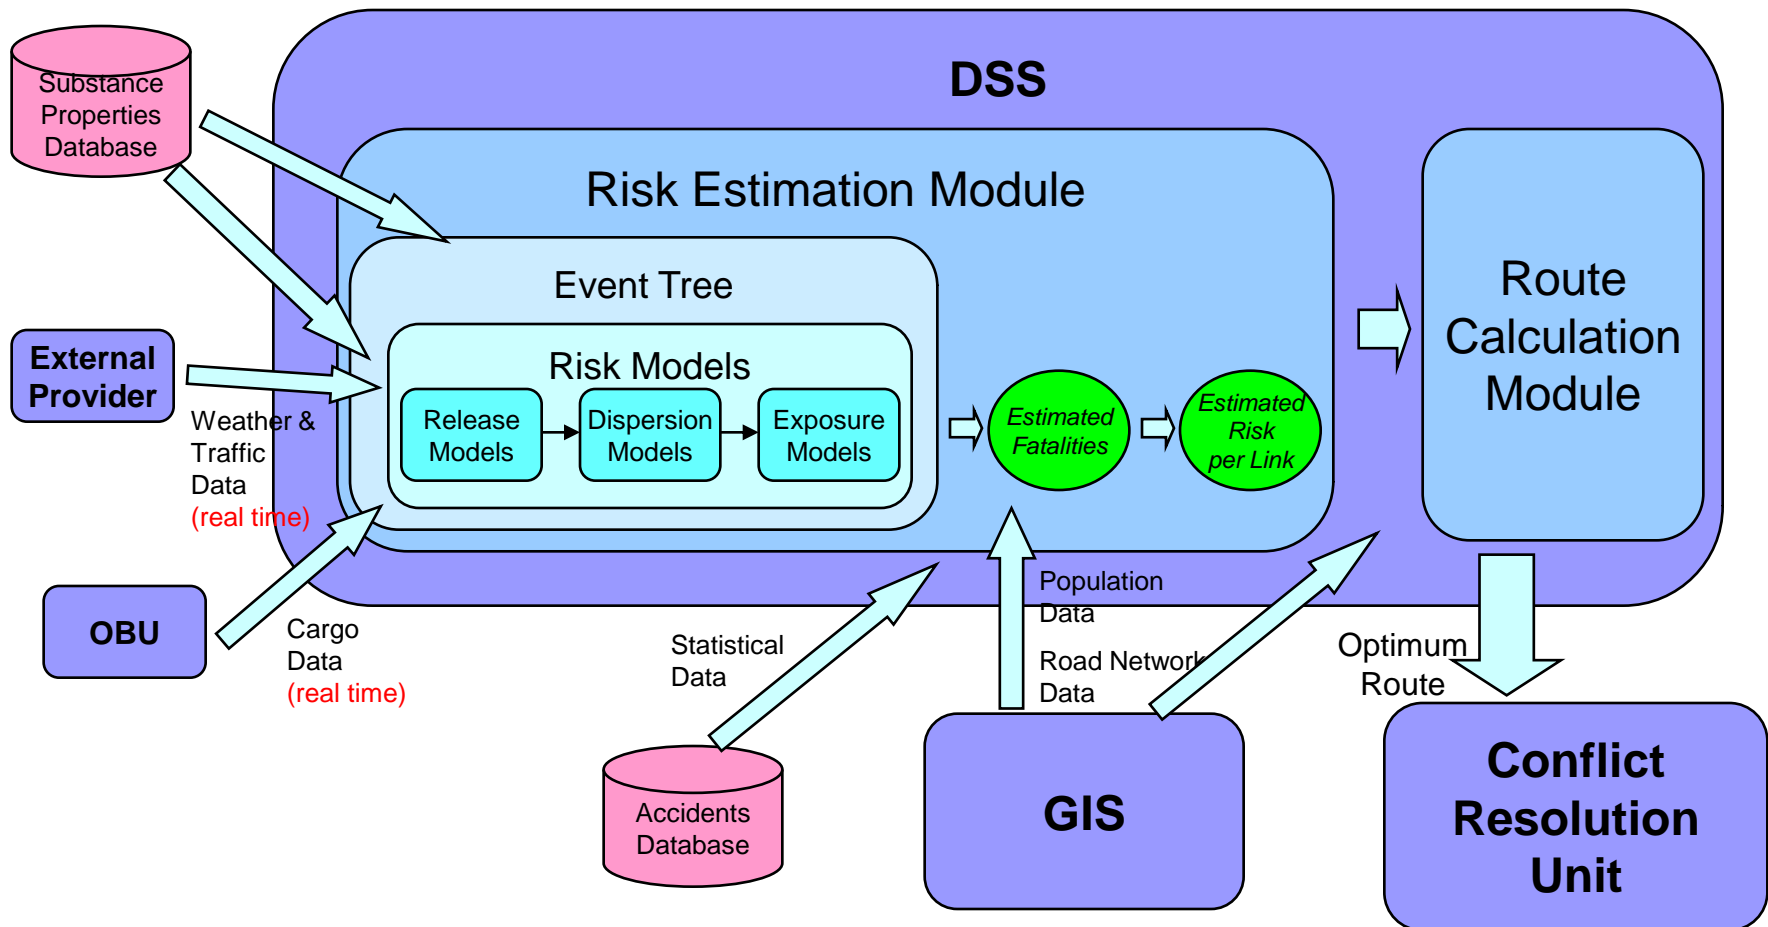 DSS
Substance
Properties
Database
Risk Estimation Module
Event Tree
Risk Models
Release
Models
Dispersion
Models
Exposure
Models
Estimated
Fatalities
Estimated
Risk
per Link
Route
Calculation
Module
External
Provider
Weather &
Traffic
Data
(real time)
OBU
Cargo
Data
(real time)
Statistical
Data
Population
Data
Road Network
Data
Optimum
Route
Accidents
Database
GIS
Conflict
Resolution
Unit